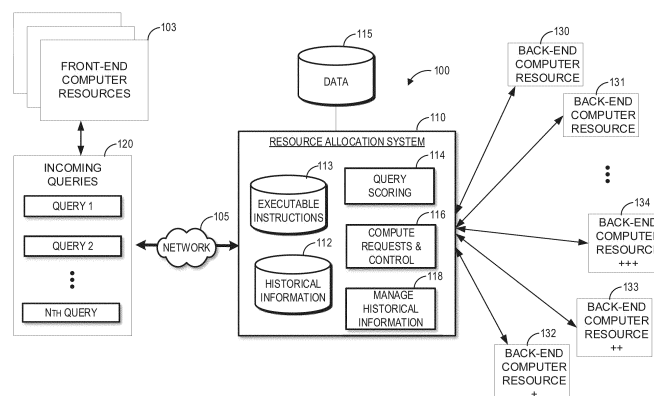 103
FRONT-END
COMPUTER
RESOURCES
120
INCOMING
QUERIES
QUERY 1
QUERY 2
NTH QUERY
105
NETWORK
115
DATA
100
110
RESOURCE ALLOCATION SYSTEM
113
EXECUTABLE
INSTRUCTIONS
112
HISTORICAL
INFORMATION
114
QUERY
SCORING
116
COMPUTE
REQUESTS &
CONTROL
118
MANAGE
HISTORICAL
INFORMATION
130
BACK-END
COMPUTER
RESOURCE
131
BACK-END
COMPUTER
RESOURCE
134
BACK-END
COMPUTER
RESOURCE
+++
133
BACK-END
COMPUTER
RESOURCE
++
132
BACK-END
COMPUTER
RESOURCE
+